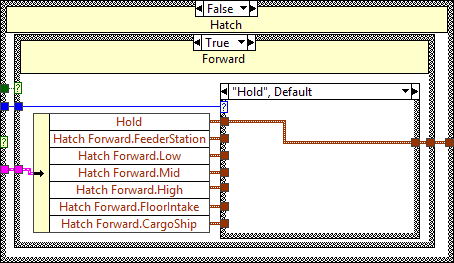 False
Hatch
True
Forward
"Hold", Default
Hold
Hatch Forward.FeederStation
Hatch Forward.Low
Hatch Forward.Mid
Hatch Forward.High
Hatch Forward.FloorIntake
Hatch Forward.CargoShip
?
?
?